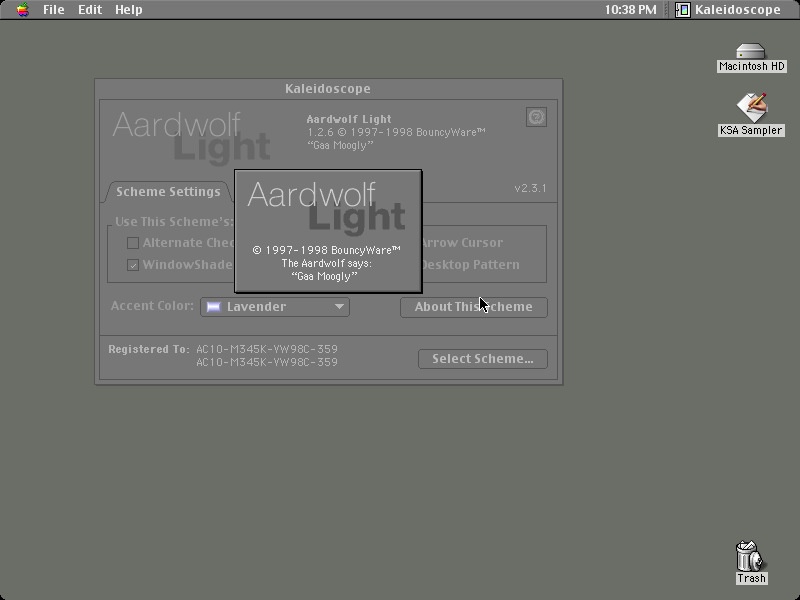 File Edit Help
10:38 PM
Kaleidoscope
Macintosh HD
KSA Sampler
Kaleidoscope
Aardwolf
Light
Aardwolf Light
1.2.6 © 1997-1998 BouncyWare™
“Gaa Moogly”
Scheme Settings
v2.3.1
Aardwolf
Light
© 1997-1998 BouncyWare™
The Aardwolf says:
“Gaa Moogly”
Use This Scheme's:
Alternate Chec
Arrow Cursor
WindowShade
Desktop Pattern
Accent Color:
Lavender
About This Scheme
Registered To:
AC10-M345K-VW98C-359
AC10-M345K-VW98C-359
Select Scheme...
Trash